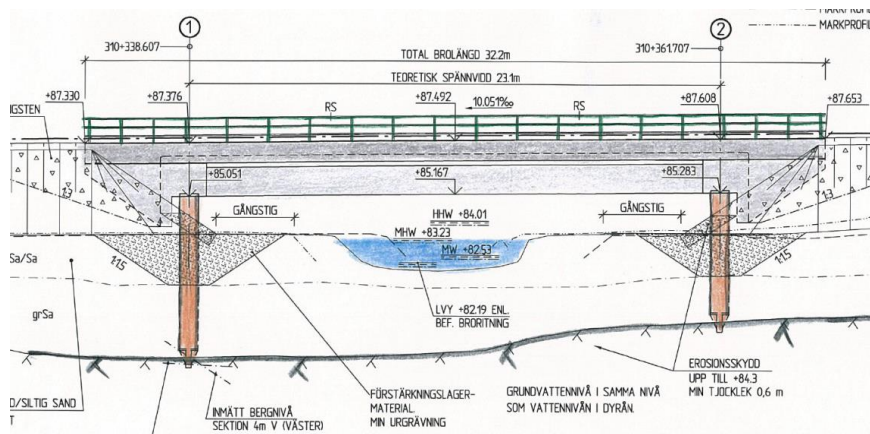 MARKPROFIL
1
2
310+338.607
310+361.707
TOTAL BROLÄNGD 32.2m
TEORETISK SPÄNNVIDD 23.1m
+87.330
+87.376
RS
+87.492
10.051‰
RS
+87.608
+87.653
+85.051
+85.167
+85.283
1:3
1:3
GÅNGSTIG
HHW +84.01
GÅNGSTIG
MHW +83.23
MW +82.53
Sa/Sa
1:1.5
1:1.5
LVY +82.19 ENL.
BEF. BRORITNING
grSa
EROSIONSSKYDD
UPP TILL +84.3
MIN TJOCKLEK 0,6 m
FÖRSTÄRKNINGSLAGER-
MATERIAL.
MIN URGRÄVNING
GRUNDVATTENNIVÅ I SAMMA NIVÅ
SOM VATTENNIVÅN I DYRÅN.
D/SILTIG SAND
INMÄTT BERGNIVÅ
SEKTION 4m V (VÄSTER)